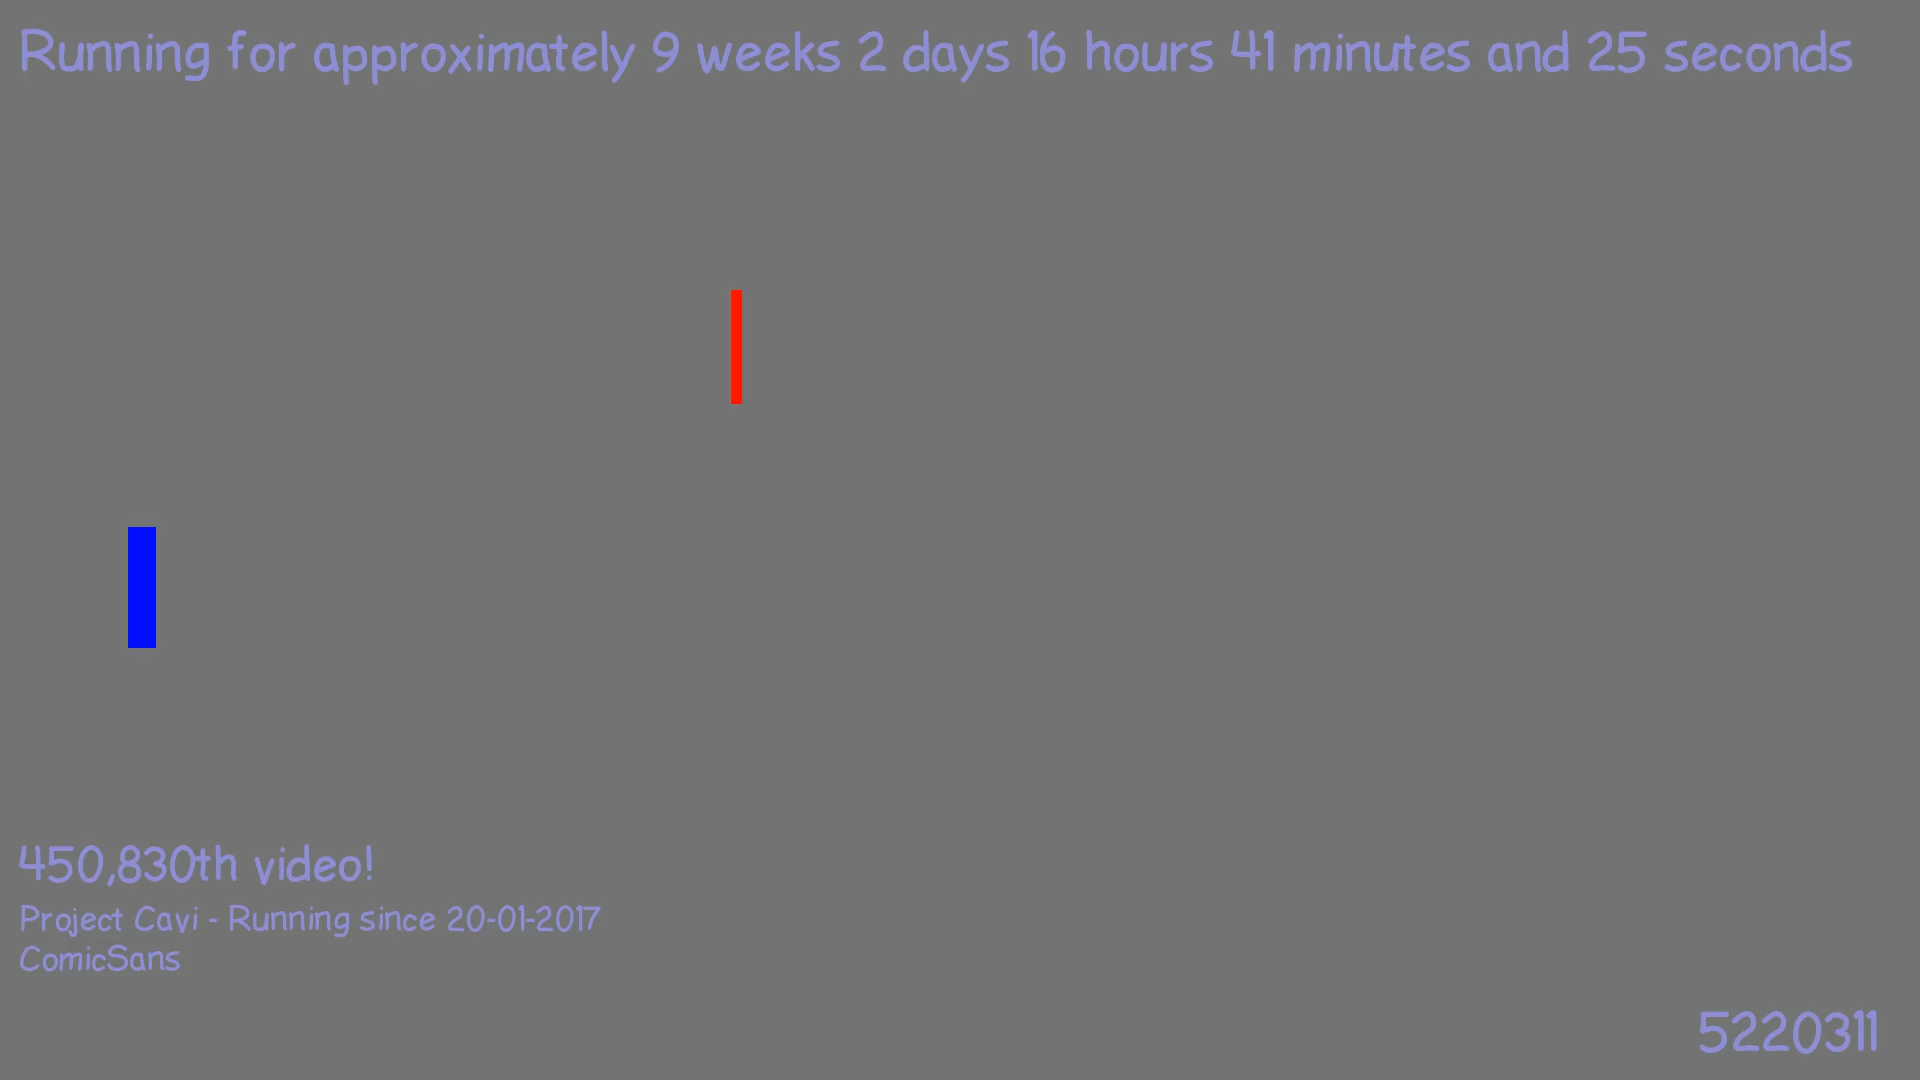 Running for approximately 9 weeks 2 days 16 hours 41 minutes and 25 seconds
450,830th video!
Project Cavi - Running since 20-01-2017
ComicSans
5220311